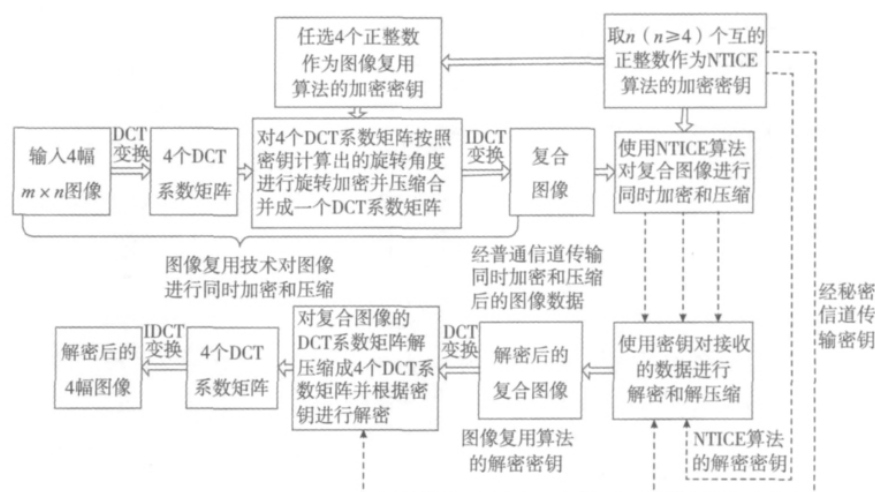 任选4个正整数
作为图像复用
算法的加密密钥
取n（n≥4）个互的
正整数作为NTICE
算法的加密密钥
输入4幅
m×n图像
DCT
变换
4个DCT
系数矩阵
对4个DCT系数矩阵按照
密钥计算出的旋转角度
进行旋转加密并压缩合
并成一个DCT系数矩阵
IDCT
变换
复合
图像
使用NTICE算法
对复合图像进行
同时加密和压缩
图像复用技术对图像
进行同时加密和压缩
经普通信道传输
同时加密和压缩
后的图像数据
经秘密
信道传
输密钥
解密后的
4幅图像
IDCT
变换
4个DCT
系数矩阵
对复合图像的
DCT系数矩阵解
压缩成4个DCT系
数矩阵并根据密
钥进行解密
DCT
变换
解密后的
复合图像
使用密钥对接收
的数据进行
解密和解压缩
图像复用算法
的解密密钥
NTICE算法
的解密密钥